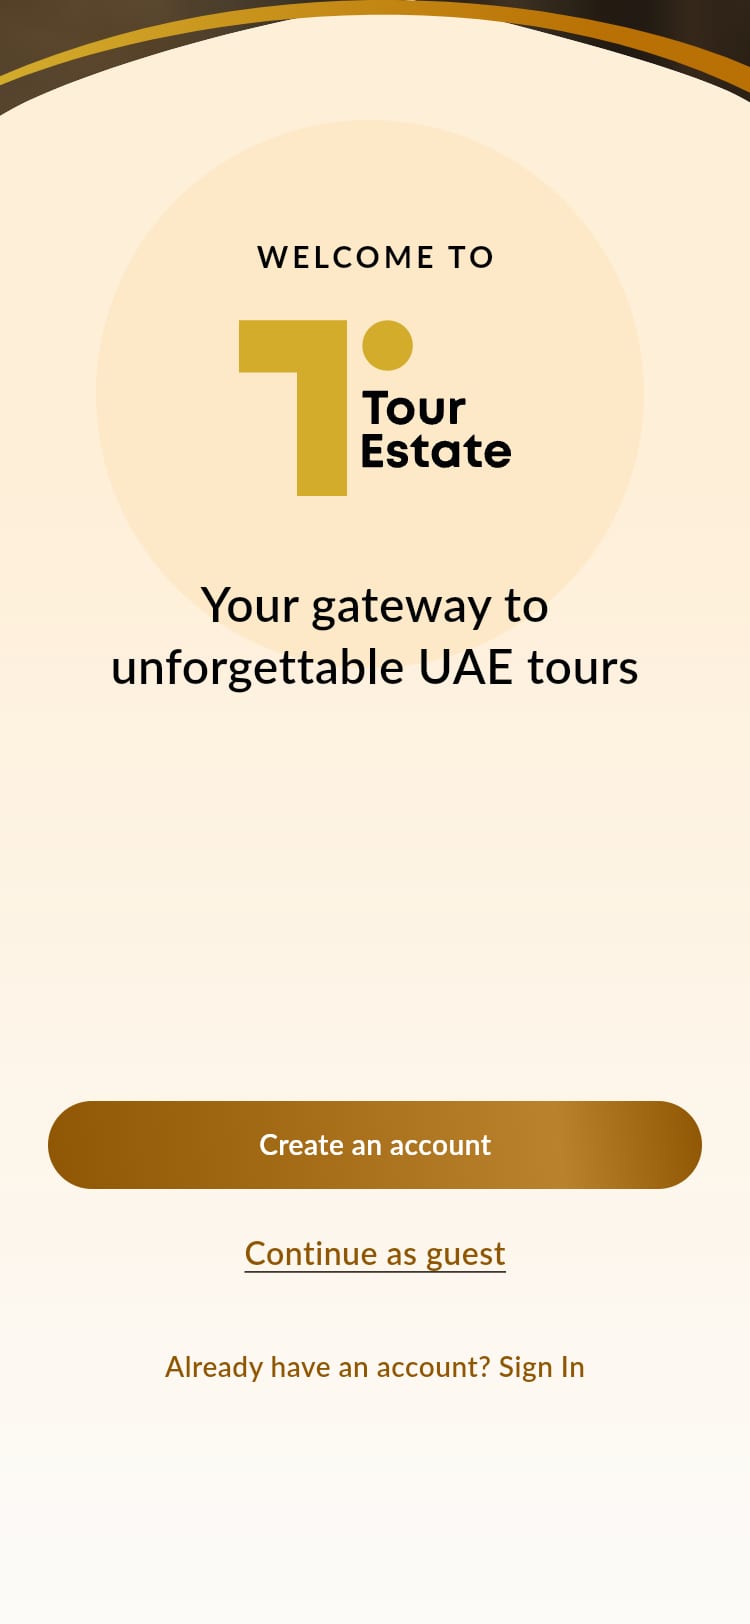 WELCOME TO
Tour
Estate
Your gateway to
unforgettable UAE tours
Create an account
Continue as guest
Already have an account? Sign In